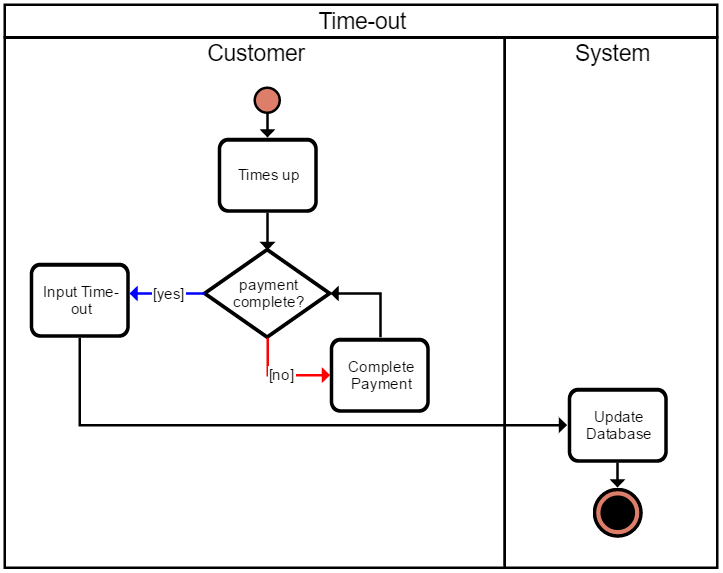 Time-out
Customer
System
Times up
payment
complete?
[yes]
Input Time-
out
[no]
Complete
Payment
Update
Database